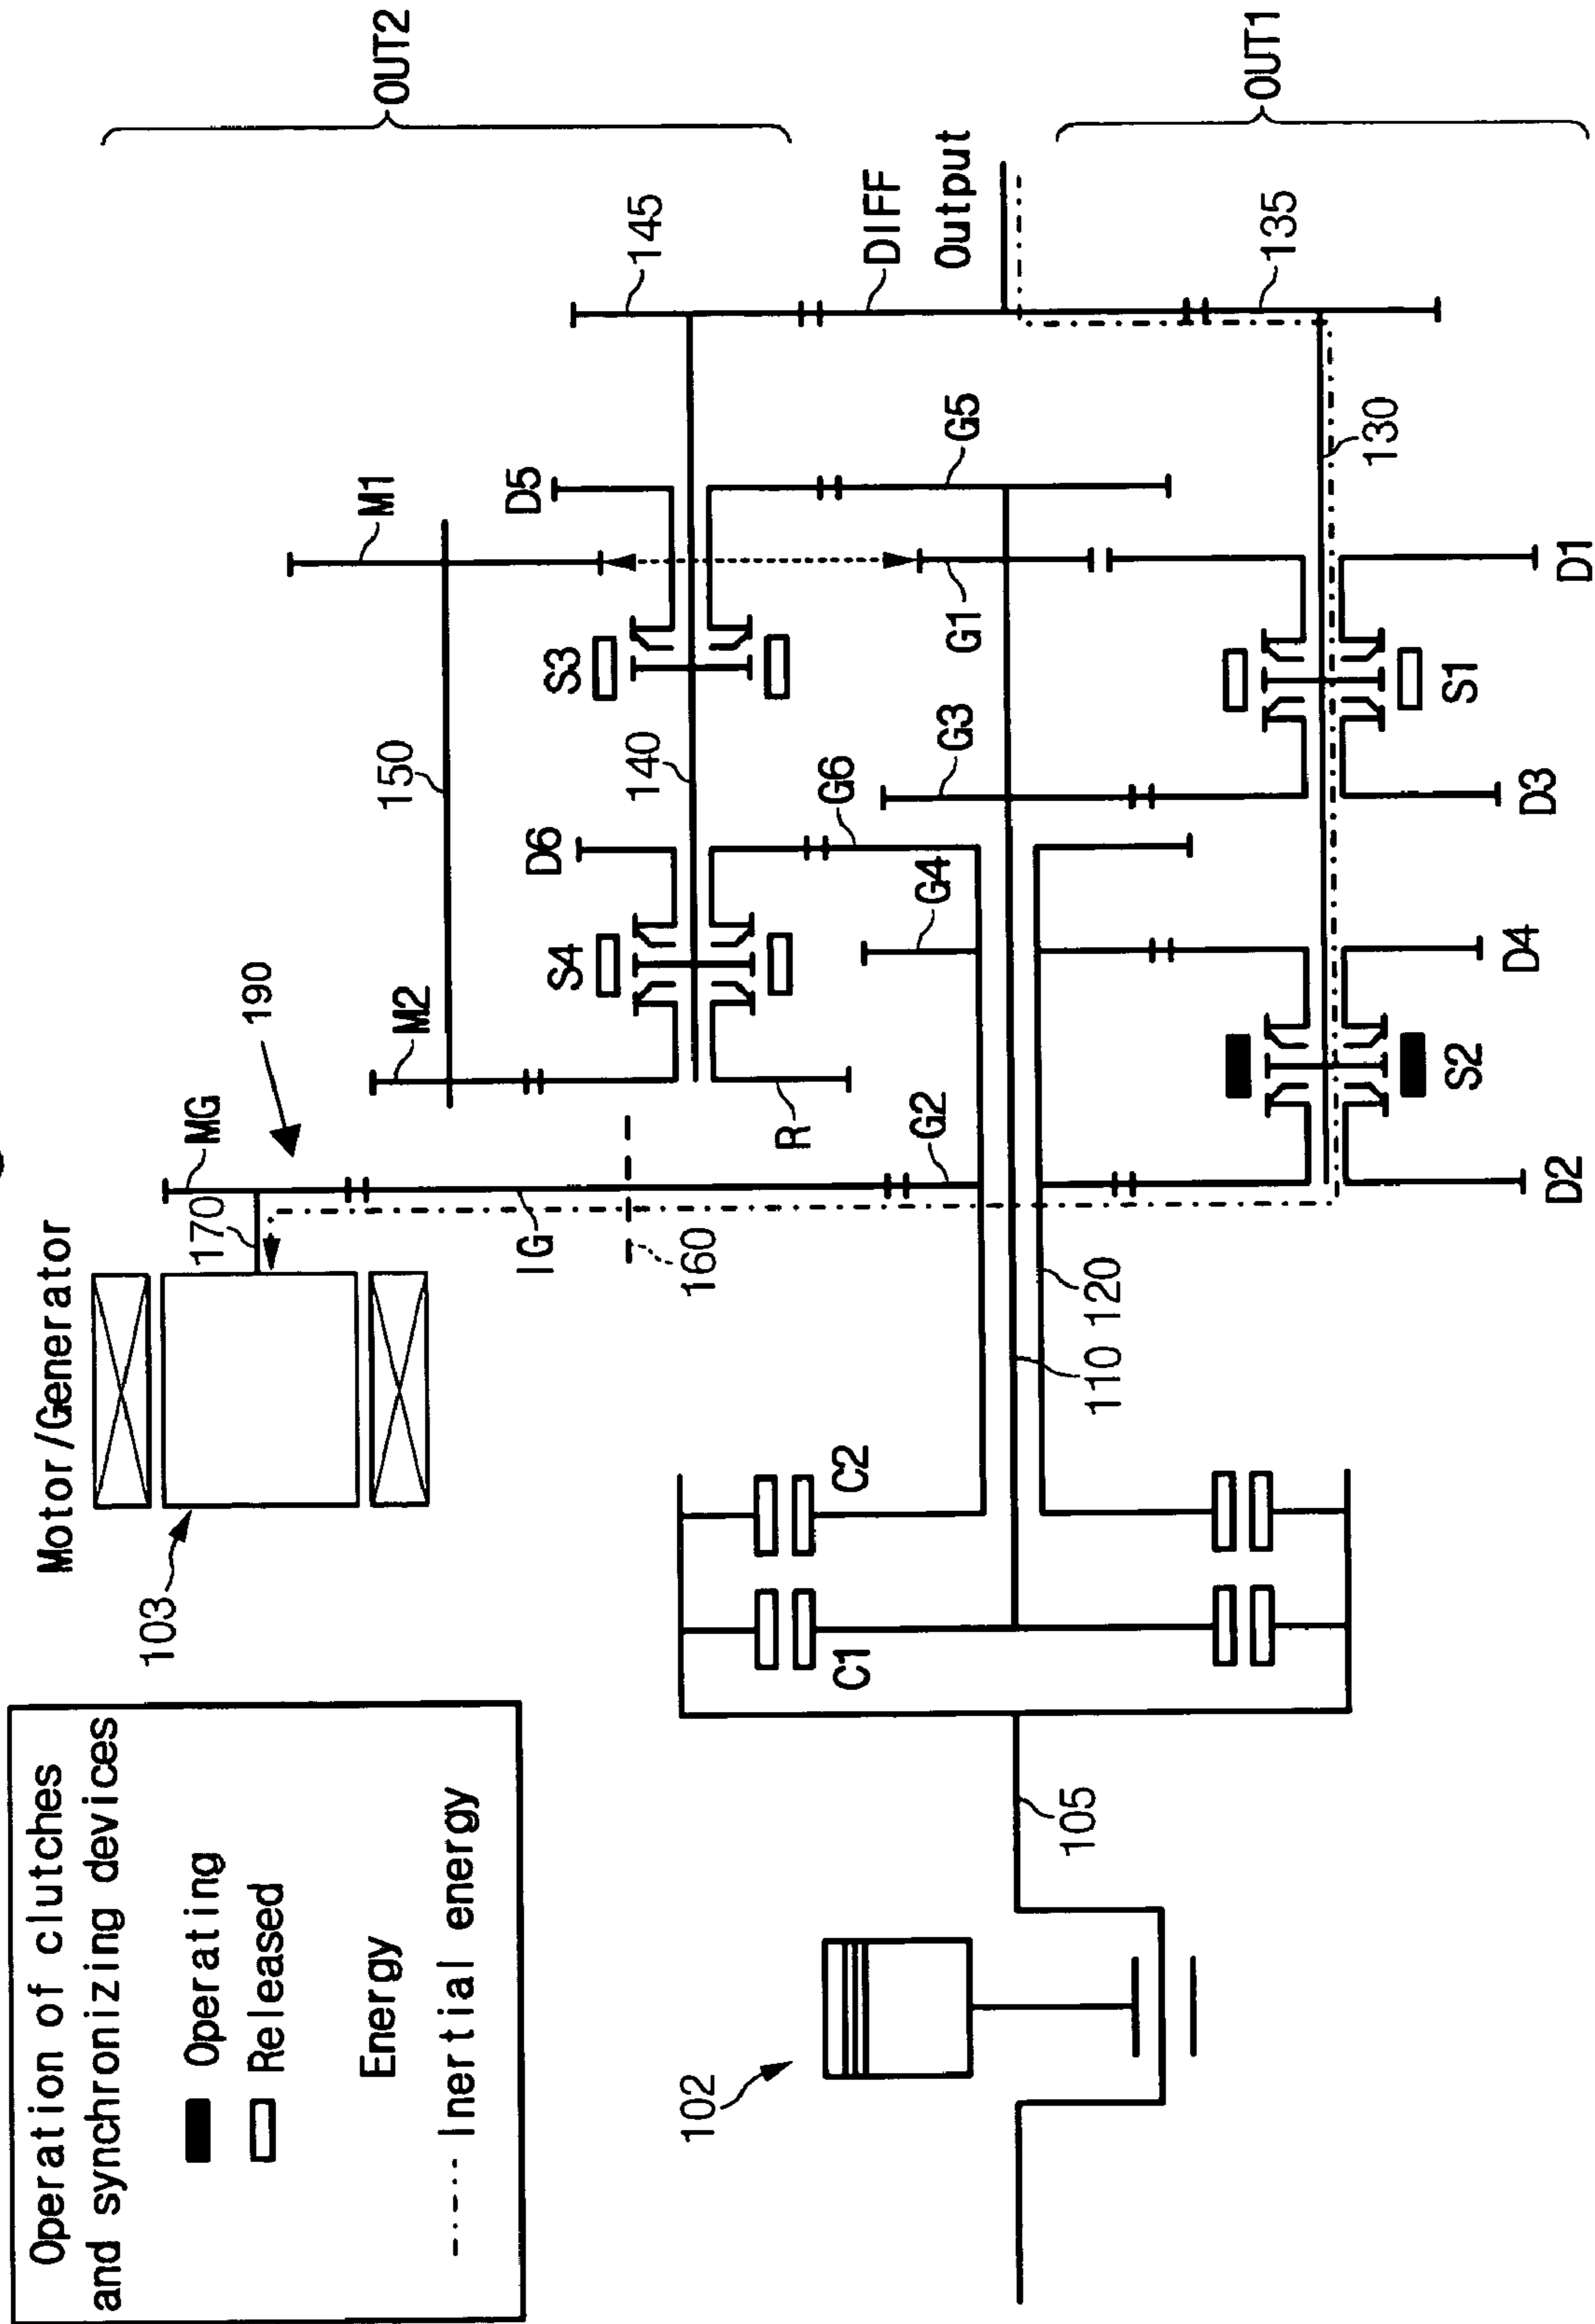 Operation of clutches
and synchronizing devices
Operating
Released
Energy
Inertial energy
Motor/Generator
103
170
MG
190
IG
160
M2
150
M1
S4
D6
140
S3
D5
145
OUT2
R
G2
G4
G6
G3
G1
G5
DIFF
Output
102
105
C1
C2
110
120
D2
S2
D4
D3
S1
D1
130
135
OUT1